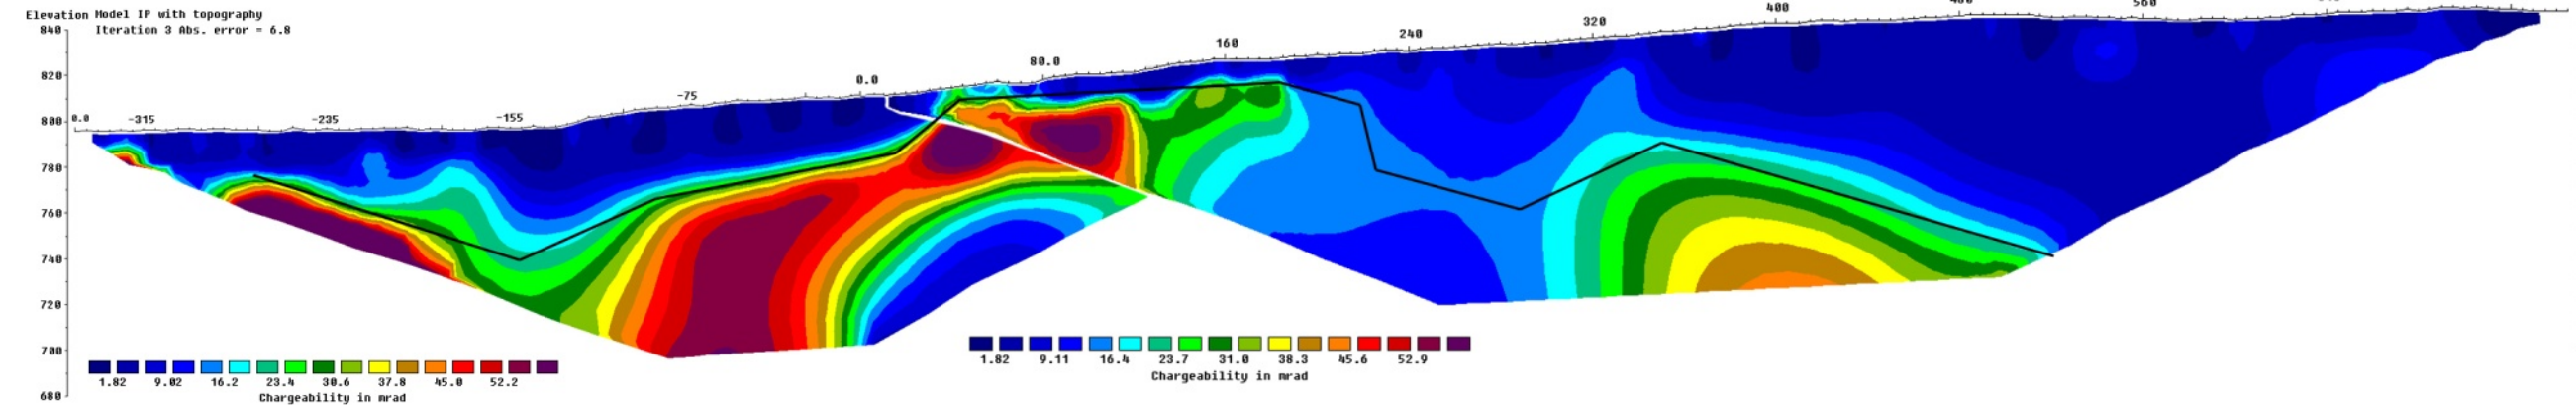 Elevation Model IP with topography
Iteration 3 Abs. error = 6.8
840
820
800
780
760
740
720
700
680
0.0 -315 -235 -155 -75 0.0 80.0 160 240 320 400 560
1.82 9.02 16.2 23.4 30.6 37.8 45.0 52.2
Chargeability in mrad
1.82 9.11 16.4 23.7 31.0 38.3 45.6 52.9
Chargeability in mrad